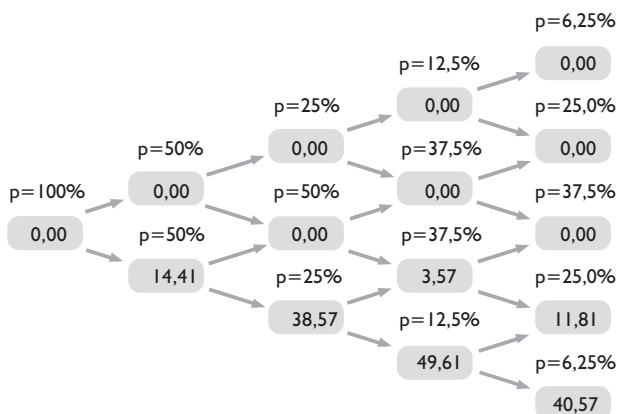 p=6,25%
p=12,5%
0,00
p=25%
0,00
p=25,0%
p=50%
0,00
p=37,5%
0,00
p=100%
0,00
p=50%
0,00
p=37,5%
0,00
p=50%
0,00
p=37,5%
0,00
14,41
p=25%
3,57
p=25,0%
38,57
p=12,5%
11,81
49,61
p=6,25%
40,57